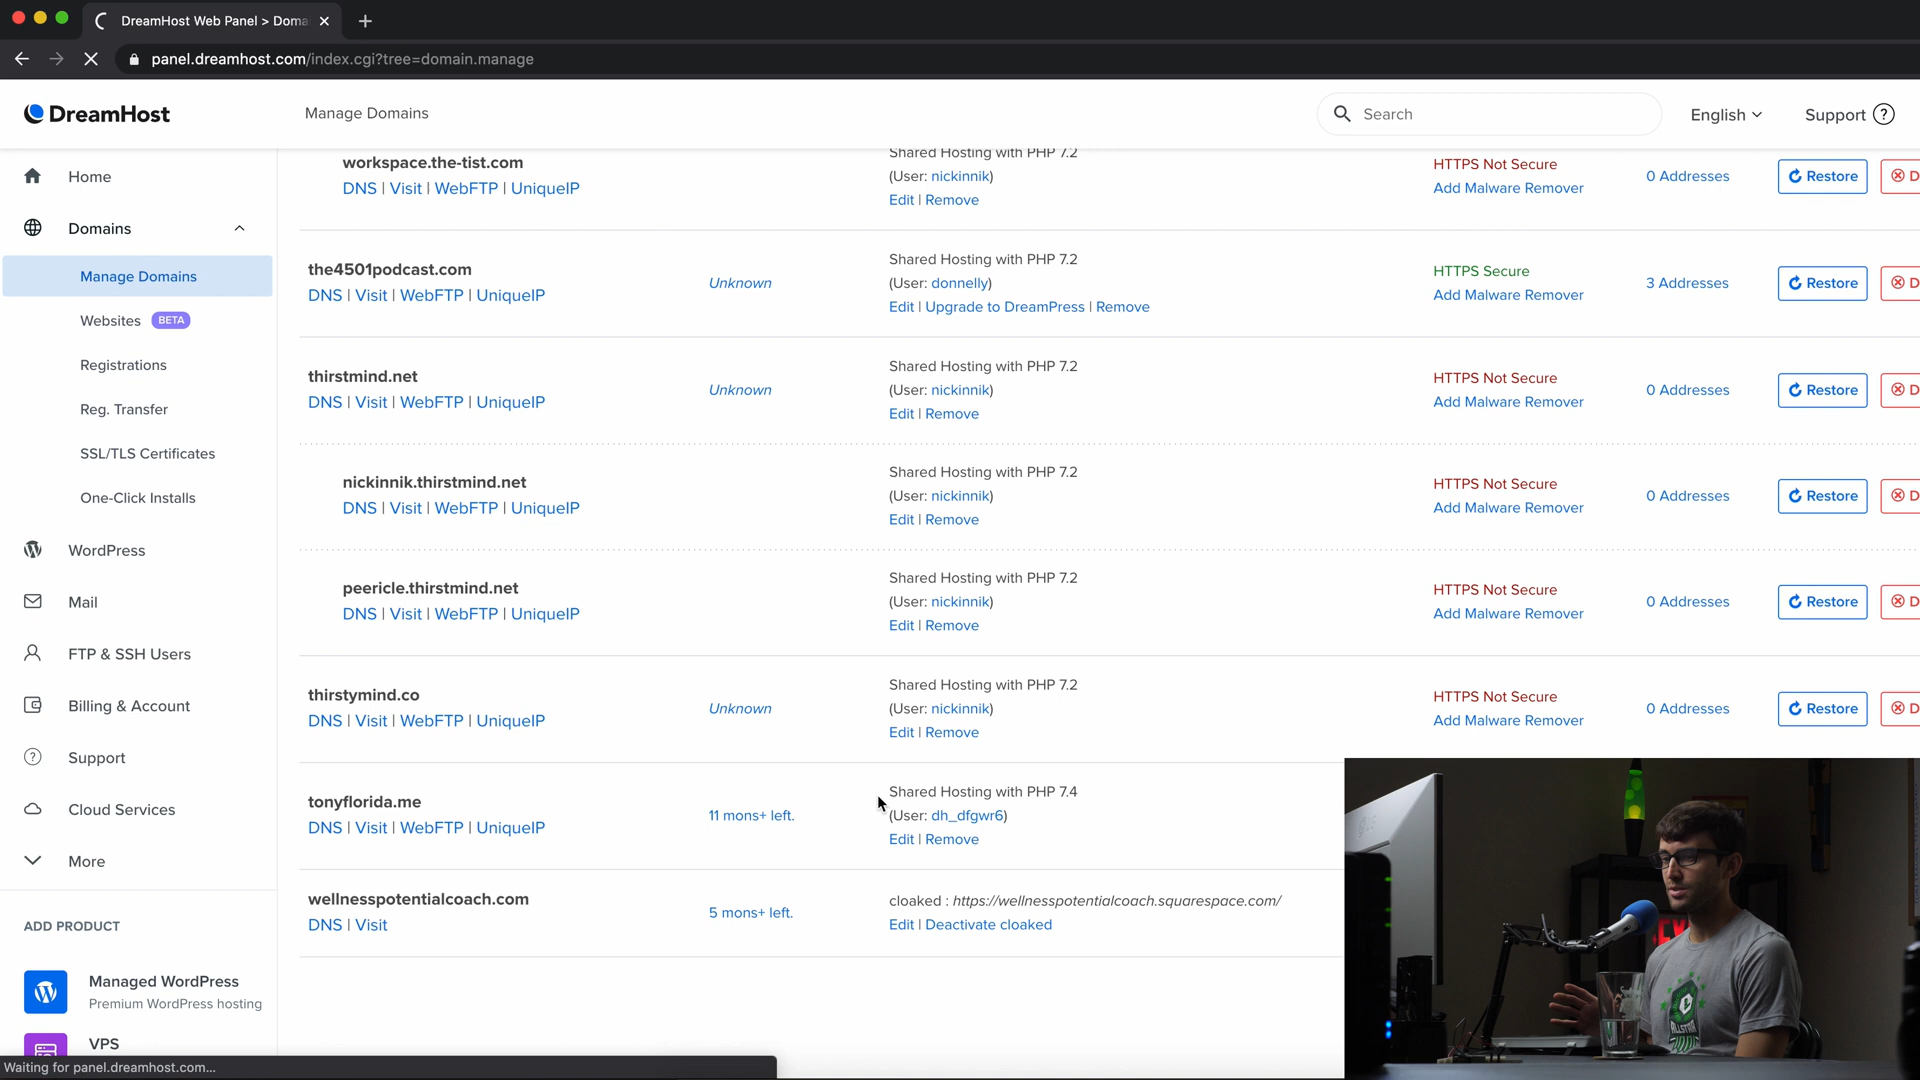 DreamHost Web Panel > Doma
panel.dreamhost.com/index.cgi?tree=domain.manage
DreamHost
Manage Domains
Search
English
Support
Home
Domains
Manage Domains
Websites BETA
Registrations
Reg. Transfer
SSL/TLS Certificates
One-Click Installs
WordPress
Mail
FTP & SSH Users
Billing & Account
Support
Cloud Services
More
ADD PRODUCT
Managed WordPress
Premium WordPress hosting
VPS
Waiting for panel.dreamhost.com...
workspace.the-tist.com
DNS | Visit | WebFTP | UniqueIP
Shared Hosting with PHP 7.2
(User: nickinnik)
Edit | Remove
HTTPS Not Secure
Add Malware Remover
0 Addresses
Restore
D
the4501podcast.com
DNS | Visit | WebFTP | UniqueIP
Unknown
Shared Hosting with PHP 7.2
(User: donnelly)
Edit | Upgrade to DreamPress | Remove
HTTPS Secure
Add Malware Remover
3 Addresses
Restore
D
thirstmind.net
DNS | Visit | WebFTP | UniqueIP
Unknown
Shared Hosting with PHP 7.2
(User: nickinnik)
Edit | Remove
HTTPS Not Secure
Add Malware Remover
0 Addresses
Restore
D
nickinnik.thirstmind.net
DNS | Visit | WebFTP | UniqueIP
Shared Hosting with PHP 7.2
(User: nickinnik)
Edit | Remove
HTTPS Not Secure
Add Malware Remover
0 Addresses
Restore
D
peericle.thirstmind.net
DNS | Visit | WebFTP | UniqueIP
Shared Hosting with PHP 7.2
(User: nickinnik)
Edit | Remove
HTTPS Not Secure
Add Malware Remover
0 Addresses
Restore
D
thirstymind.co
DNS | Visit | WebFTP | UniqueIP
Unknown
Shared Hosting with PHP 7.2
(User: nickinnik)
Edit | Remove
HTTPS Not Secure
Add Malware Remover
0 Addresses
Restore
D
tonyflorida.me
DNS | Visit | WebFTP | UniqueIP
11 mons+ left.
Shared Hosting with PHP 7.4
(User: dh_dfgwr6)
Edit | Remove
wellnesspotentialcoach.com
DNS | Visit
5 mons+ left.
cloaked : https://wellnesspotentialcoach.squarespace.com/
Edit | Deactivate cloaked
ALLSTAR